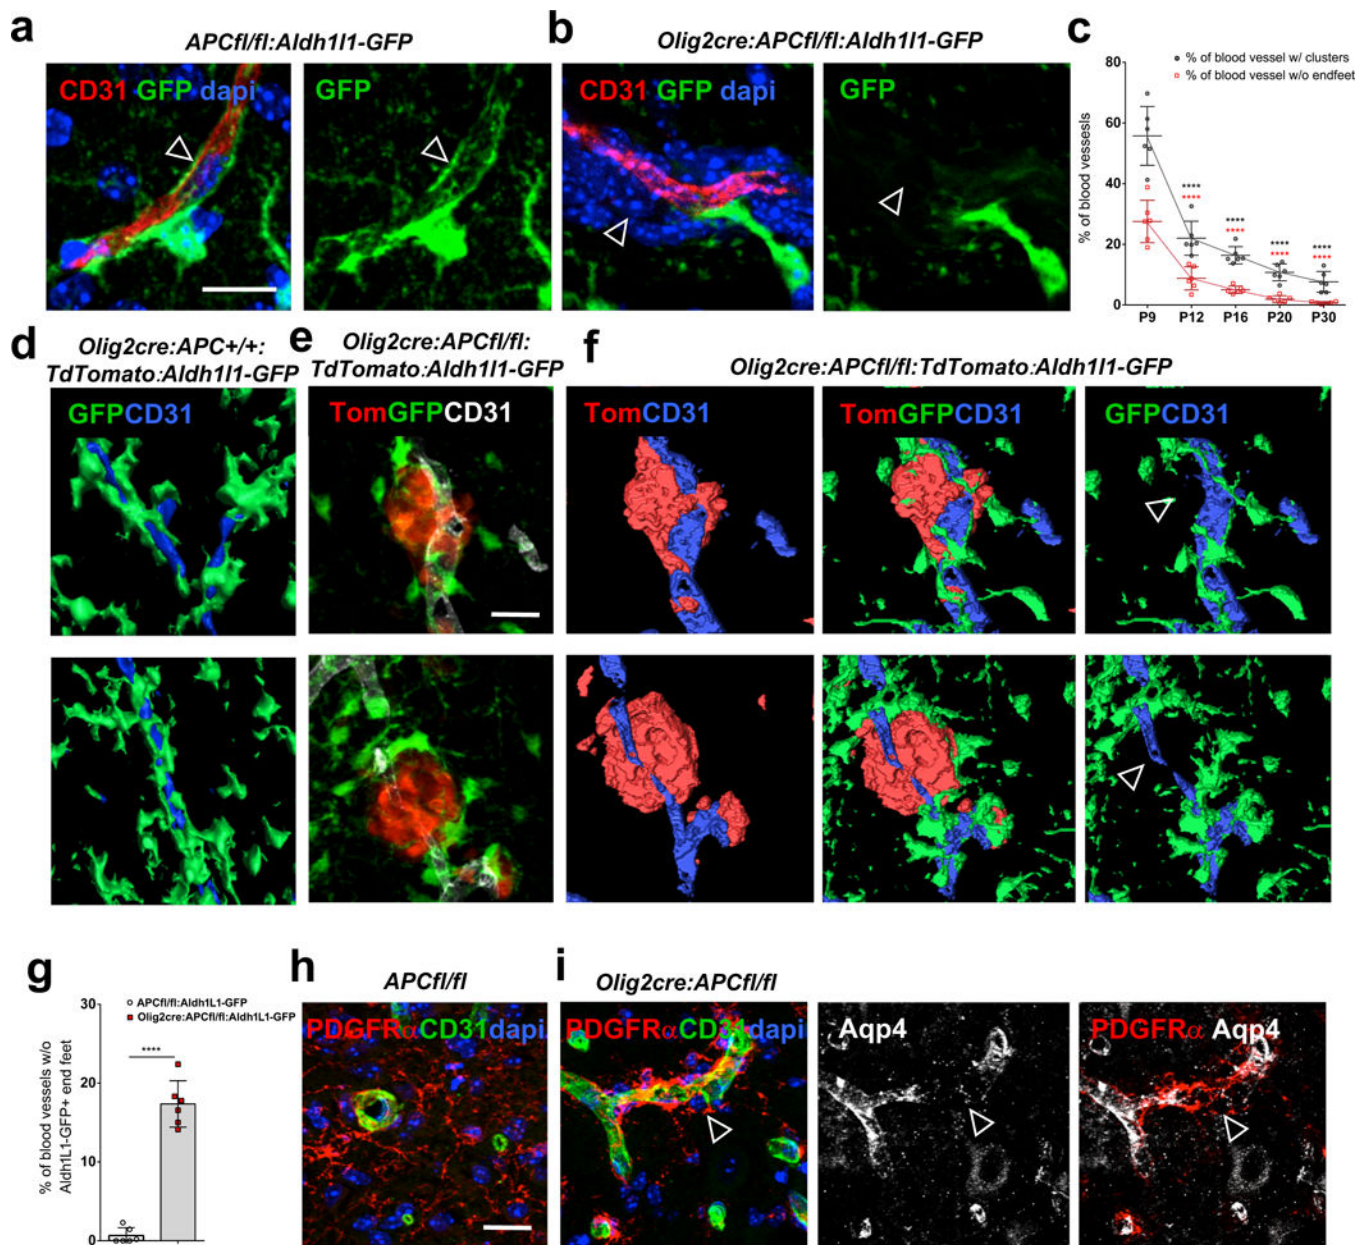 a
APCfl/fl:Aldh1l1-GFP
CD31 GFP dapi
GFP
b
Olig2cre:APCfl/fl:Aldh1l1-GFP
CD31 GFP dapi
GFP
c
% of blood vessel w/ clusters
% of blood vessel w/o endfeet
% of blood vessesls
80
60
40
20
0
****
****
****
****
****
****
****
****
P9 P12 P16 P20 P30
d
Olig2cre:APC+/+:
TdTomato:Aldh1l1-GFP
GFPCD31
e
Olig2cre:APCfl/fl:
TdTomato:Aldh1l1-GFP
TomGFPCD31
f
Olig2cre:APCfl/fl:TdTomato:Aldh1l1-GFP
TomCD31
TomGFPCD31
GFPCD31
g
APCfl/fl:Aldh1L1-GFP
Olig2cre:APCfl/fl:Aldh1L1-GFP
% of blood vessels w/o
Aldh1L1-GFP+ end feet
30
20
10
0
****
h
APCfl/fl
PDGFRαCD31dapi
i
Olig2cre:APCfl/fl
PDGFRαCD31dapi
Aqp4
PDGFRα Aqp4